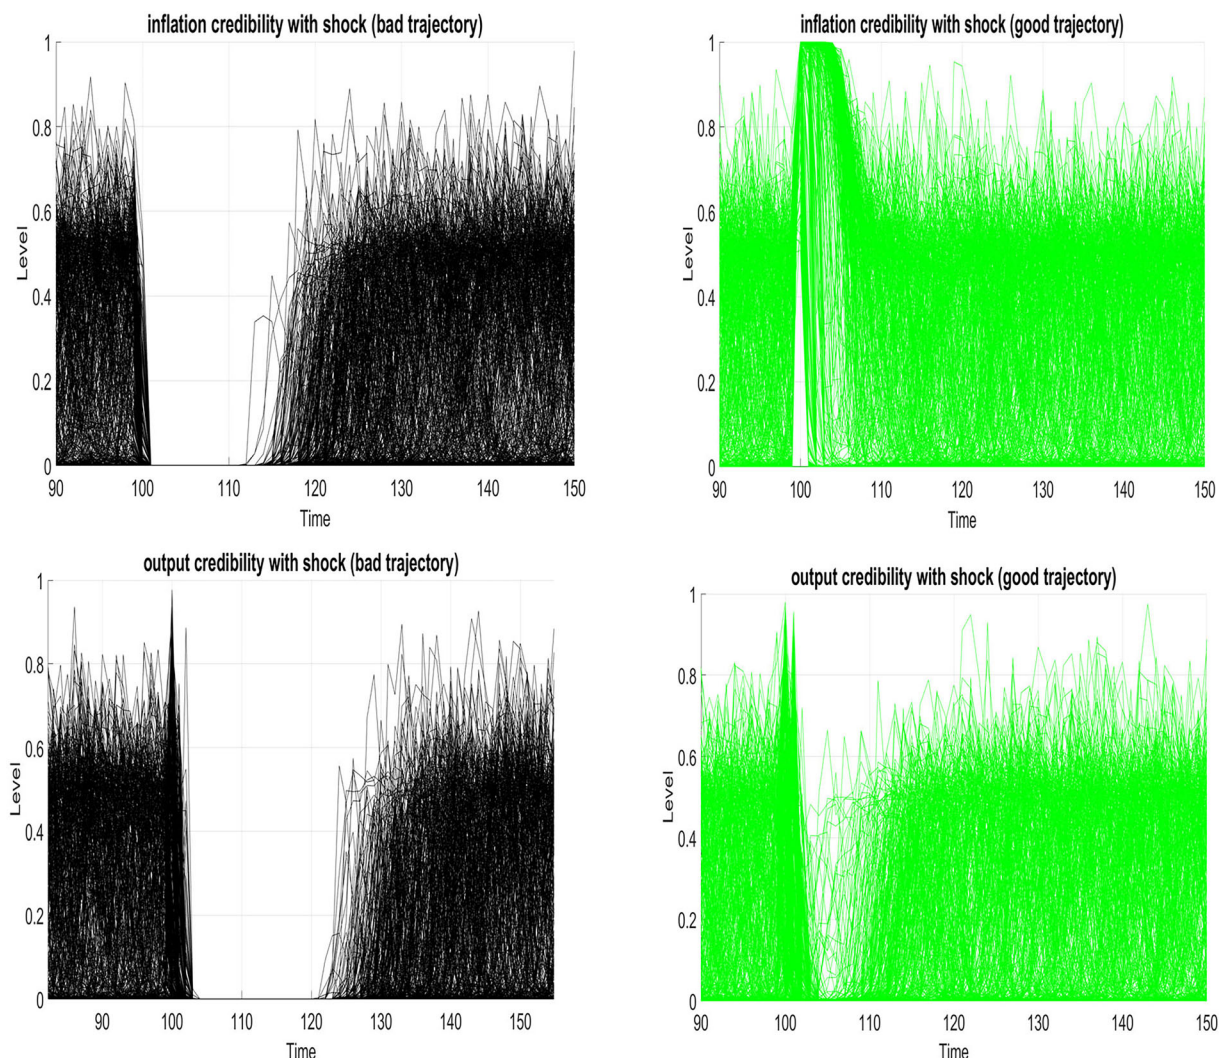 inflation credibility with shock (bad trajectory)
1
0.8
0.6
0.4
0.2
0
Level
90 100 110 120 130 140 150
Time
inflation credibility with shock (good trajectory)
1
0.8
0.6
0.4
0.2
0
Level
90 100 110 120 130 140 150
Time
output credibility with shock (bad trajectory)
1
0.8
0.6
0.4
0.2
0
Level
90 100 110 120 130 140 150
Time
output credibility with shock (good trajectory)
1
0.8
0.6
0.4
0.2
0
Level
90 100 110 120 130 140 150
Time